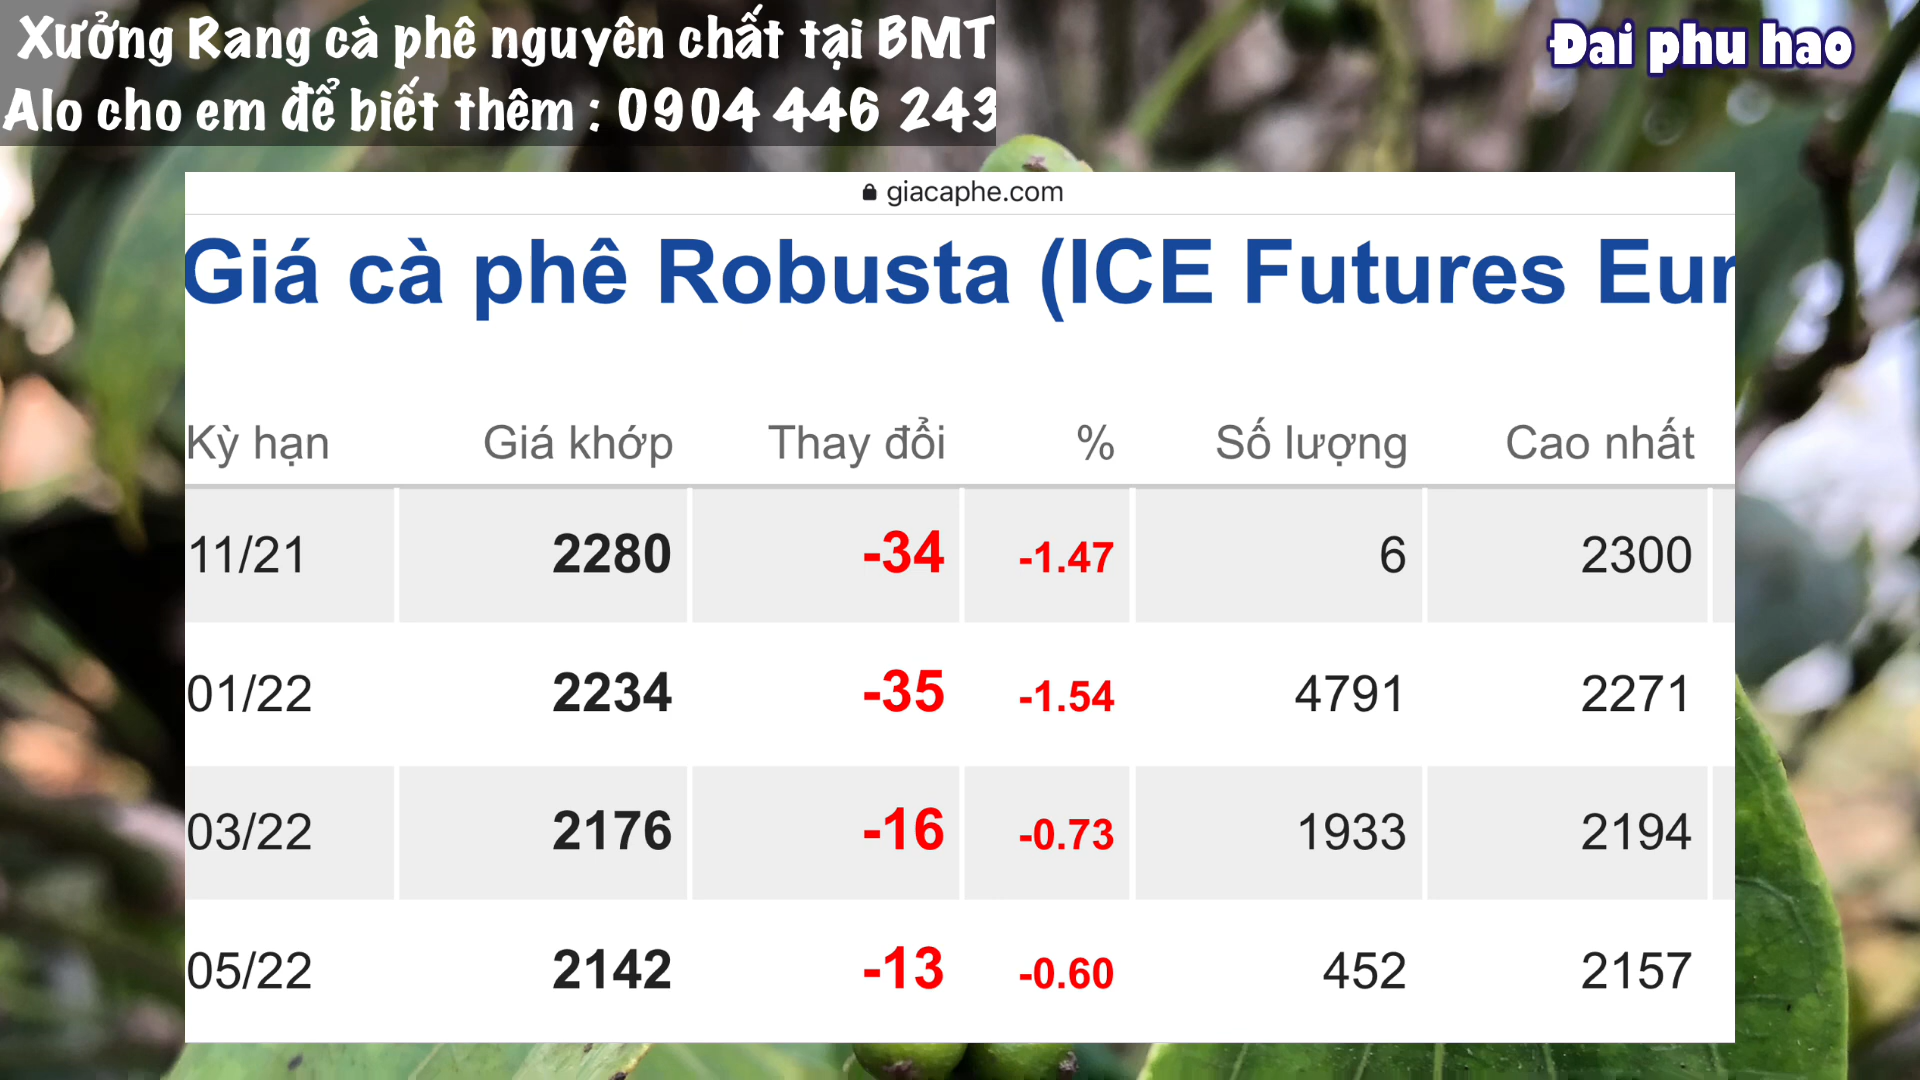 Xưởng Rang cà phê nguyên chất tại BMT
Alo cho em để biết thêm : 0904 446 243
Đai phu hao
giacaphe.com
Giá cà phê Robusta (ICE Futures Eur
Kỳ hạn Giá khớp Thay đổi % Số lượng Cao nhất
11/21 2280 -34 -1.47 6 2300
01/22 2234 -35 -1.54 4791 2271
03/22 2176 -16 -0.73 1933 2194
05/22 2142 -13 -0.60 452 2157